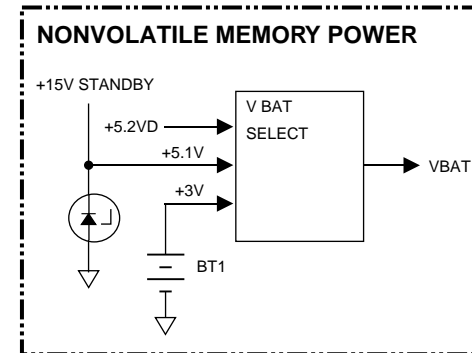 NONVOLATILE MEMORY POWER
+15V STANDBY
V BAT
SELECT
+5.2VD
+5.1V
VBAT
+3V
BT1